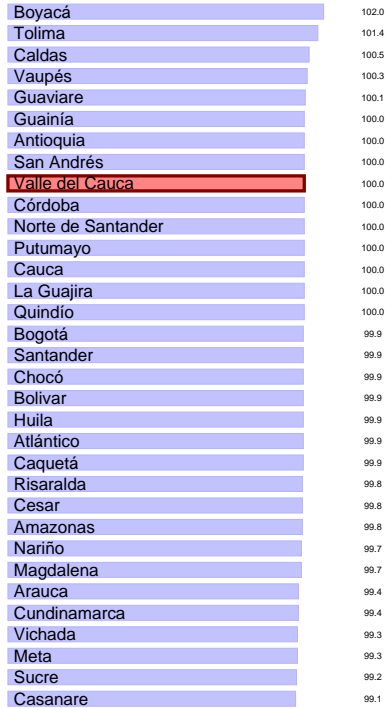 Boyacá 102.0
Tolima 101.4
Caldas 100.5
Vaupés 100.3
Guaviare 100.1
Guainía 100.0
Antioquia 100.0
San Andrés 100.0
Valle del Cauca 100.0
Córdoba 100.0
Norte de Santander 100.0
Putumayo 100.0
Cauca 100.0
La Guajira 100.0
Quindío 100.0
Bogotá 99.9
Santander 99.9
Chocó 99.9
Bolivar 99.9
Huila 99.9
Atlántico 99.9
Caquetá 99.9
Risaralda 99.8
Cesar 99.8
Amazonas 99.8
Nariño 99.7
Magdalena 99.7
Arauca 99.4
Cundinamarca 99.4
Vichada 99.3
Meta 99.3
Sucre 99.2
Casanare 99.1